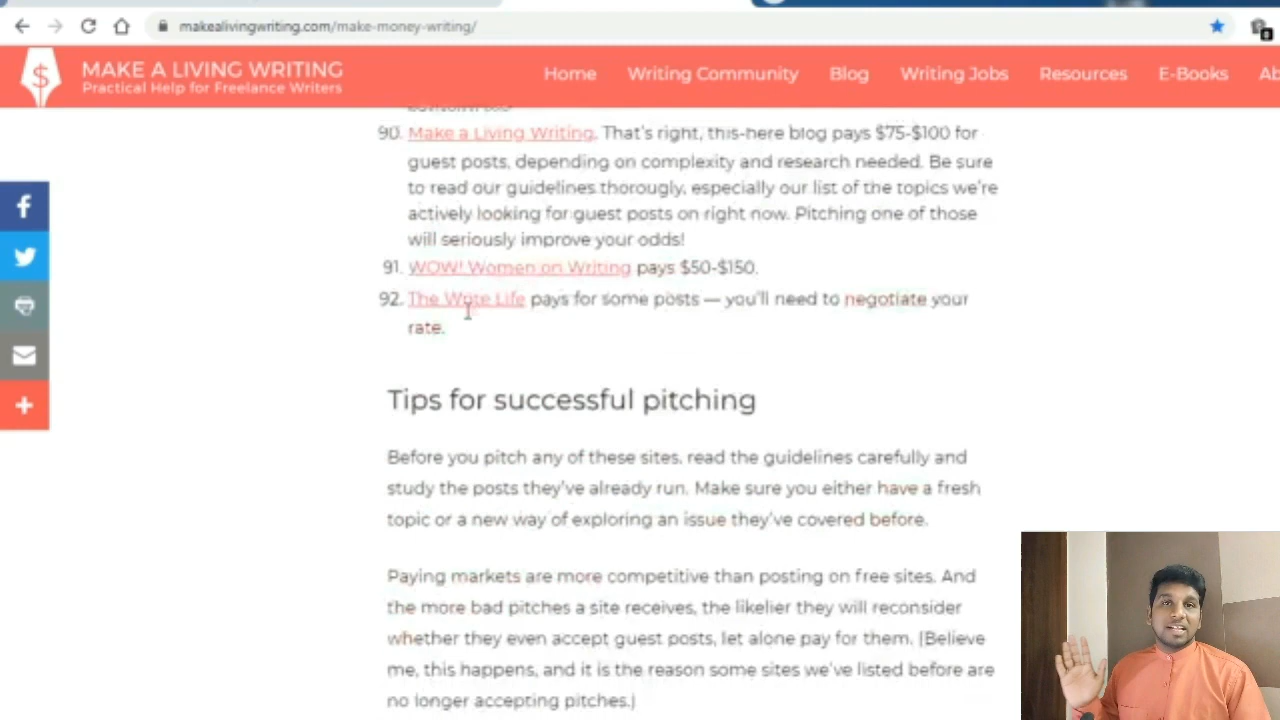 makealivingwriting.com/make-money-writing/
MAKE A LIVING WRITING
Practical Help for Freelance Writers
Home
Writing Community
Blog
Writing Jobs
Resources
E-Books
Ab
90. Make a Living Writing. That's right, this-here blog pays $75-$100 for
guest posts, depending on complexity and research needed. Be sure
to read our guidelines thorougly, especially our list of the topics we're
actively looking for guest posts on right now. Pitching one of those
will seriously improve your odds!
91. WOW! Women on Writing pays $50-$150.
92. The Write Life pays for some posts — you'll need to negotiate your
rate.
Tips for successful pitching
Before you pitch any of these sites, read the guidelines carefully and
study the posts they've already run. Make sure you either have a fresh
topic or a new way of exploring an issue they've covered before.
Paying markets are more competitive than posting on free sites. And
the more bad pitches a site receives, the likelier they will reconsider
whether they even accept guest posts, let alone pay for them. (Believe
me, this happens, and it is the reason some sites we've listed before are
no longer accepting pitches.)